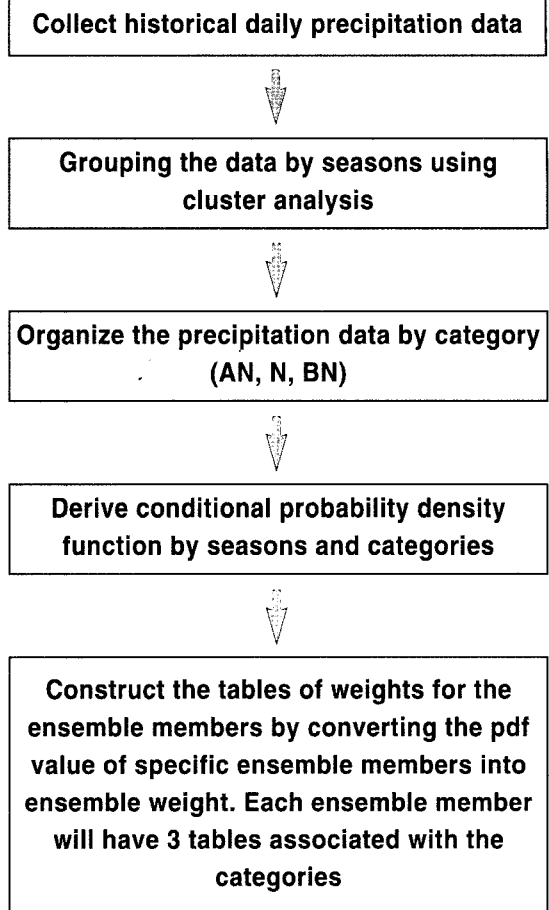 Collect historical daily precipitation data
Grouping the data by seasons using
cluster analysis
Organize the precipitation data by category
(AN, N, BN)
Derive conditional probability density
function by seasons and categories
Construct the tables of weights for the
ensemble members by converting the pdf
value of specific ensemble members into
ensemble weight. Each ensemble member
will have 3 tables associated with the
categories